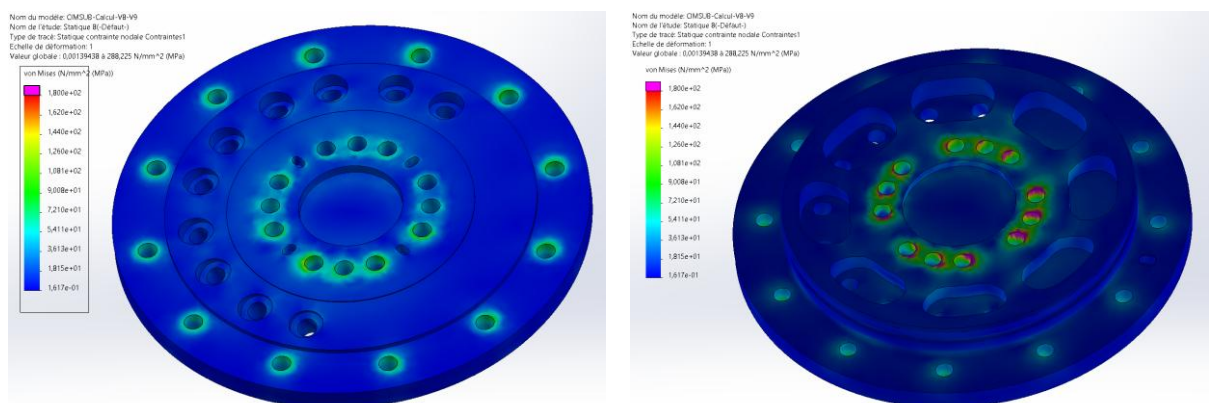 Nom du modèle: CIMSUB-Calcul-V8-V9
Nom de l'étude: Statique 8(-Défaut-)
Type de tracé: Statique contrainte nodale Contraintes1
Echelle de déformation: 1
Valeur globale : 0,00139438 à 288,225 N/mm^2 (MPa)
von Mises (N/mm^2 (MPa))
1,800e+02
1,620e+02
1,440e+02
1,260e+02
1,081e+02
9,008e+01
7,210e+01
5,411e+01
3,613e+01
1,815e+01
1,617e-01
Nom du modèle: CIMSUB-Calcul-V8-V9
Nom de l'étude: Statique 8(-Défaut-)
Type de tracé: Statique contrainte nodale Contraintes1
Echelle de déformation: 1
Valeur globale : 0,00139438 à 288,225 N/mm^2 (MPa)
von Mises (N/mm^2 (MPa))
1,800e+02
1,620e+02
1,440e+02
1,260e+02
1,081e+02
9,008e+01
7,210e+01
5,411e+01
3,613e+01
1,815e+01
1,617e-01